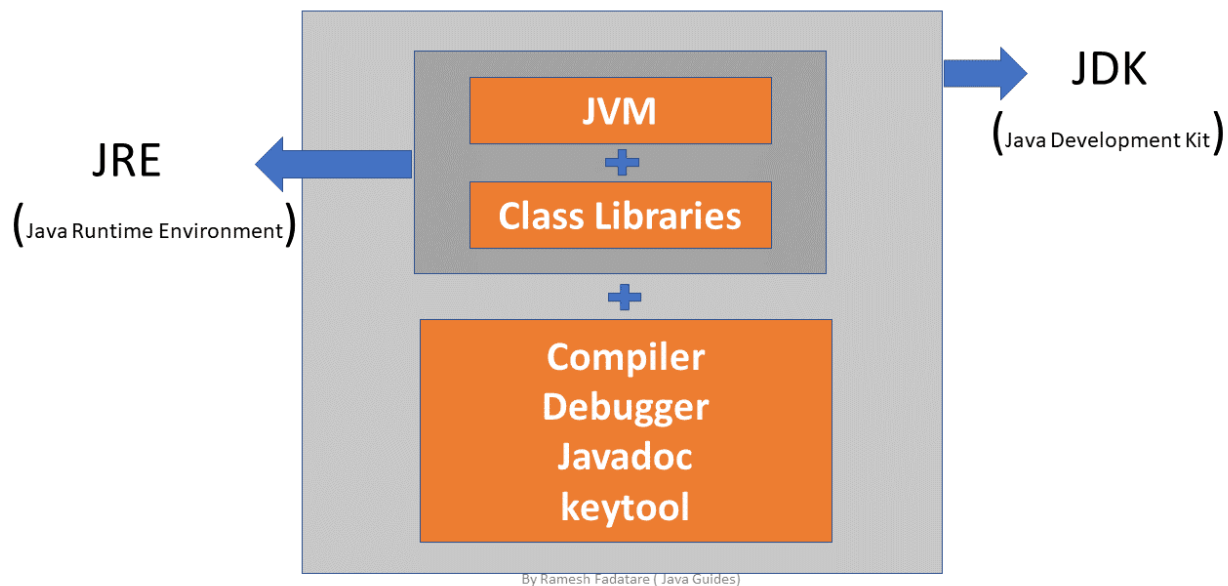 JVM
JDK
(Java Development Kit)
JRE
(Java Runtime Environment)
Class Libraries
Compiler
Debugger
Javadoc
keytool
By Ramesh Fadatare ( Java Guides)